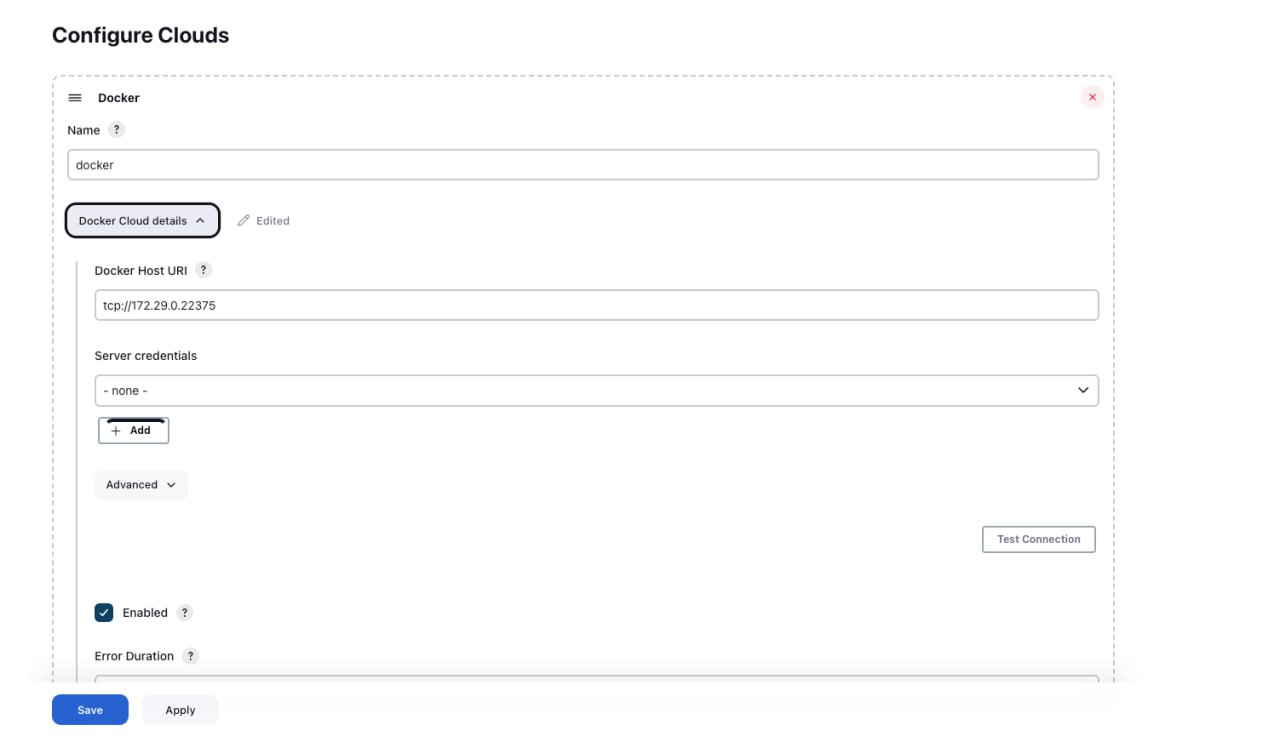 Configure Clouds
Docker
Name ?
docker
Docker Cloud details Edited
Docker Host URI ?
tcp://172.29.0.22375
Server credentials
- none -
+ Add
Advanced
Test Connection
Enabled ?
Error Duration ?
Save Apply